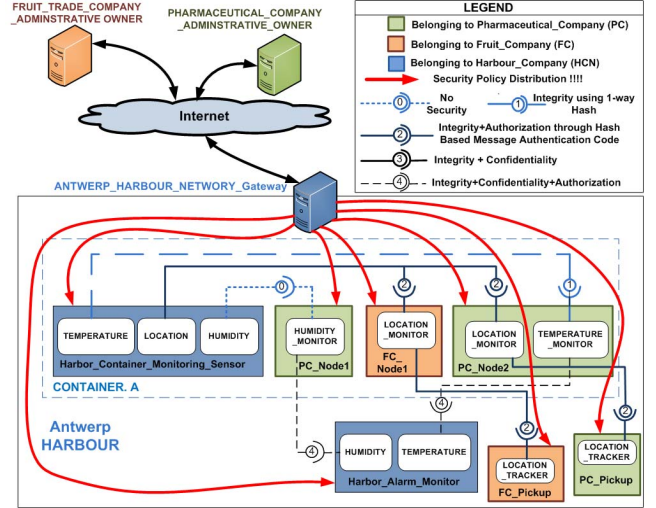 FRUIT_TRADE_COMPANY
_ADMINSTRATIVE OWNER
PHARMACEUTICAL_COMPANY
_ADMINSTRATIVE_OWNER
Internet
LEGEND
Belonging to Pharmaceutical_Company (PC)
Belonging to Fruit_Company (FC)
Belonging to Harbour_Company (HCN)
Security Policy Distribution !!!!
0
No
Security
1
Integrity using 1-way
Hash
2
Integrity+Authorization through Hash
Based Message Authentication Code
3
Integrity + Confidentiality
4
Integrity+Confidentiality+Authorization
ANTWERP_HARBOUR_NETWORK_Gateway
0
2
2
1
TEMPERATURE
LOCATION
HUMIDITY
Harbor_Container_Monitoring_Sensor
HUMIDITY
_MONITOR
PC_Node1
LOCATION
_MONITOR
FC_
Node1
LOCATION
_MONITOR
TEMPERATURE
_MONITOR
PC_Node2
CONTAINER. A
Antwerp
HARBOUR
4
4
2
2
HUMIDITY
TEMPERATURE
Harbor_Alarm_Monitor
LOCATION
_TRACKER
FC_Pickup
LOCATION
_TRACKER
PC_Pickup